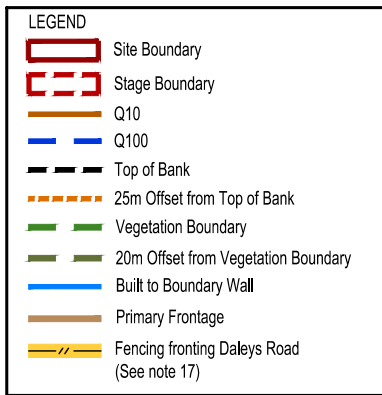 LEGEND
Site Boundary
Stage Boundary
Q10
Q100
Top of Bank
25m Offset from Top of Bank
Vegetation Boundary
20m Offset from Vegetation Boundary
Built to Boundary Wall
Primary Frontage
Fencing fronting Daleys Road
(See note 17)